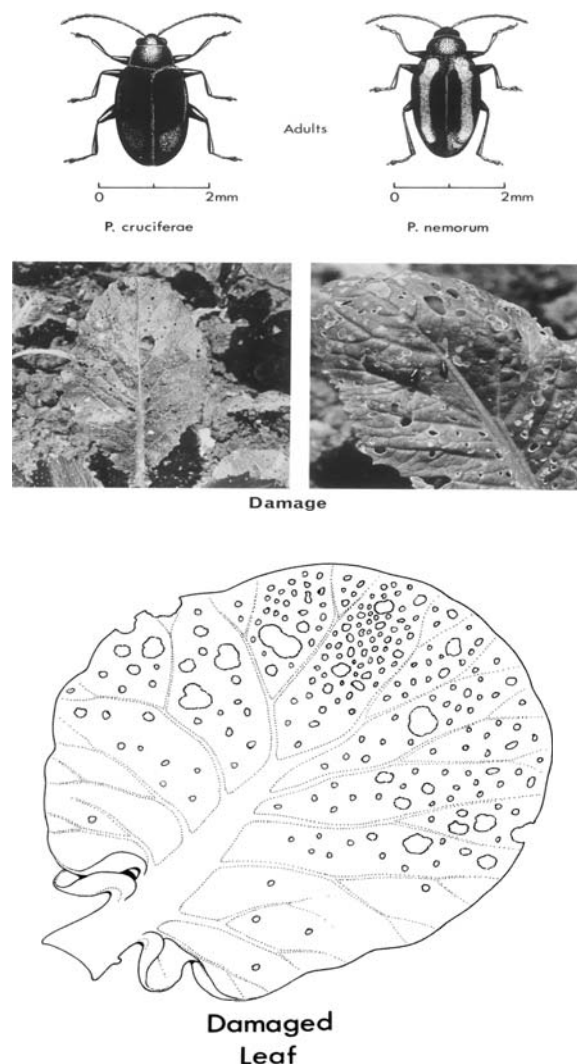 Adults
0 2mm
0 2mm
P. cruciferae
P. nemorum
Damage
Damaged
Leaf